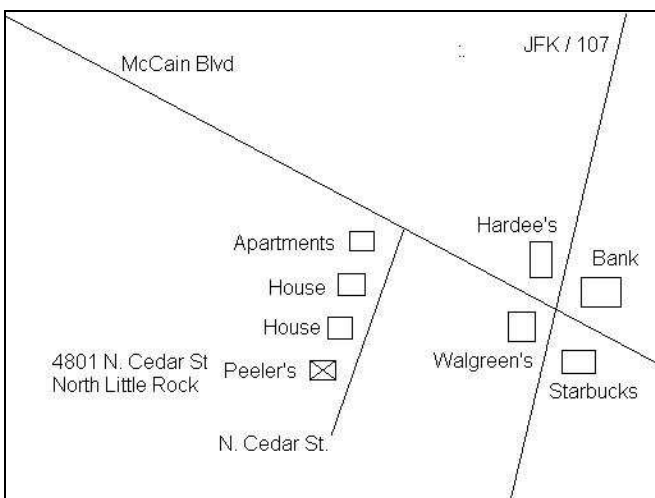 JFK / 107
McCain Blvd
Hardee's
Apartments
Bank
House
House
4801 N. Cedar St
North Little Rock
Peeler's
Walgreen's
Starbucks
N. Cedar St.